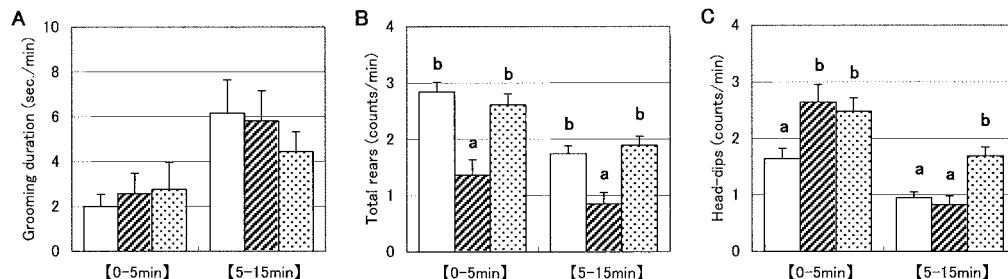 A
Grooming duration (sec./min)
10
8
6
4
2
0
【0-5min】
【5-15min】
B
Total rears (counts/min)
4
3
2
1
0
b
a
b
b
a
b
【0-5min】
【5-15min】
C
Head-dips (counts/min)
4
3
2
1
0
a
b
b
a
a
b
【0-5min】
【5-15min】